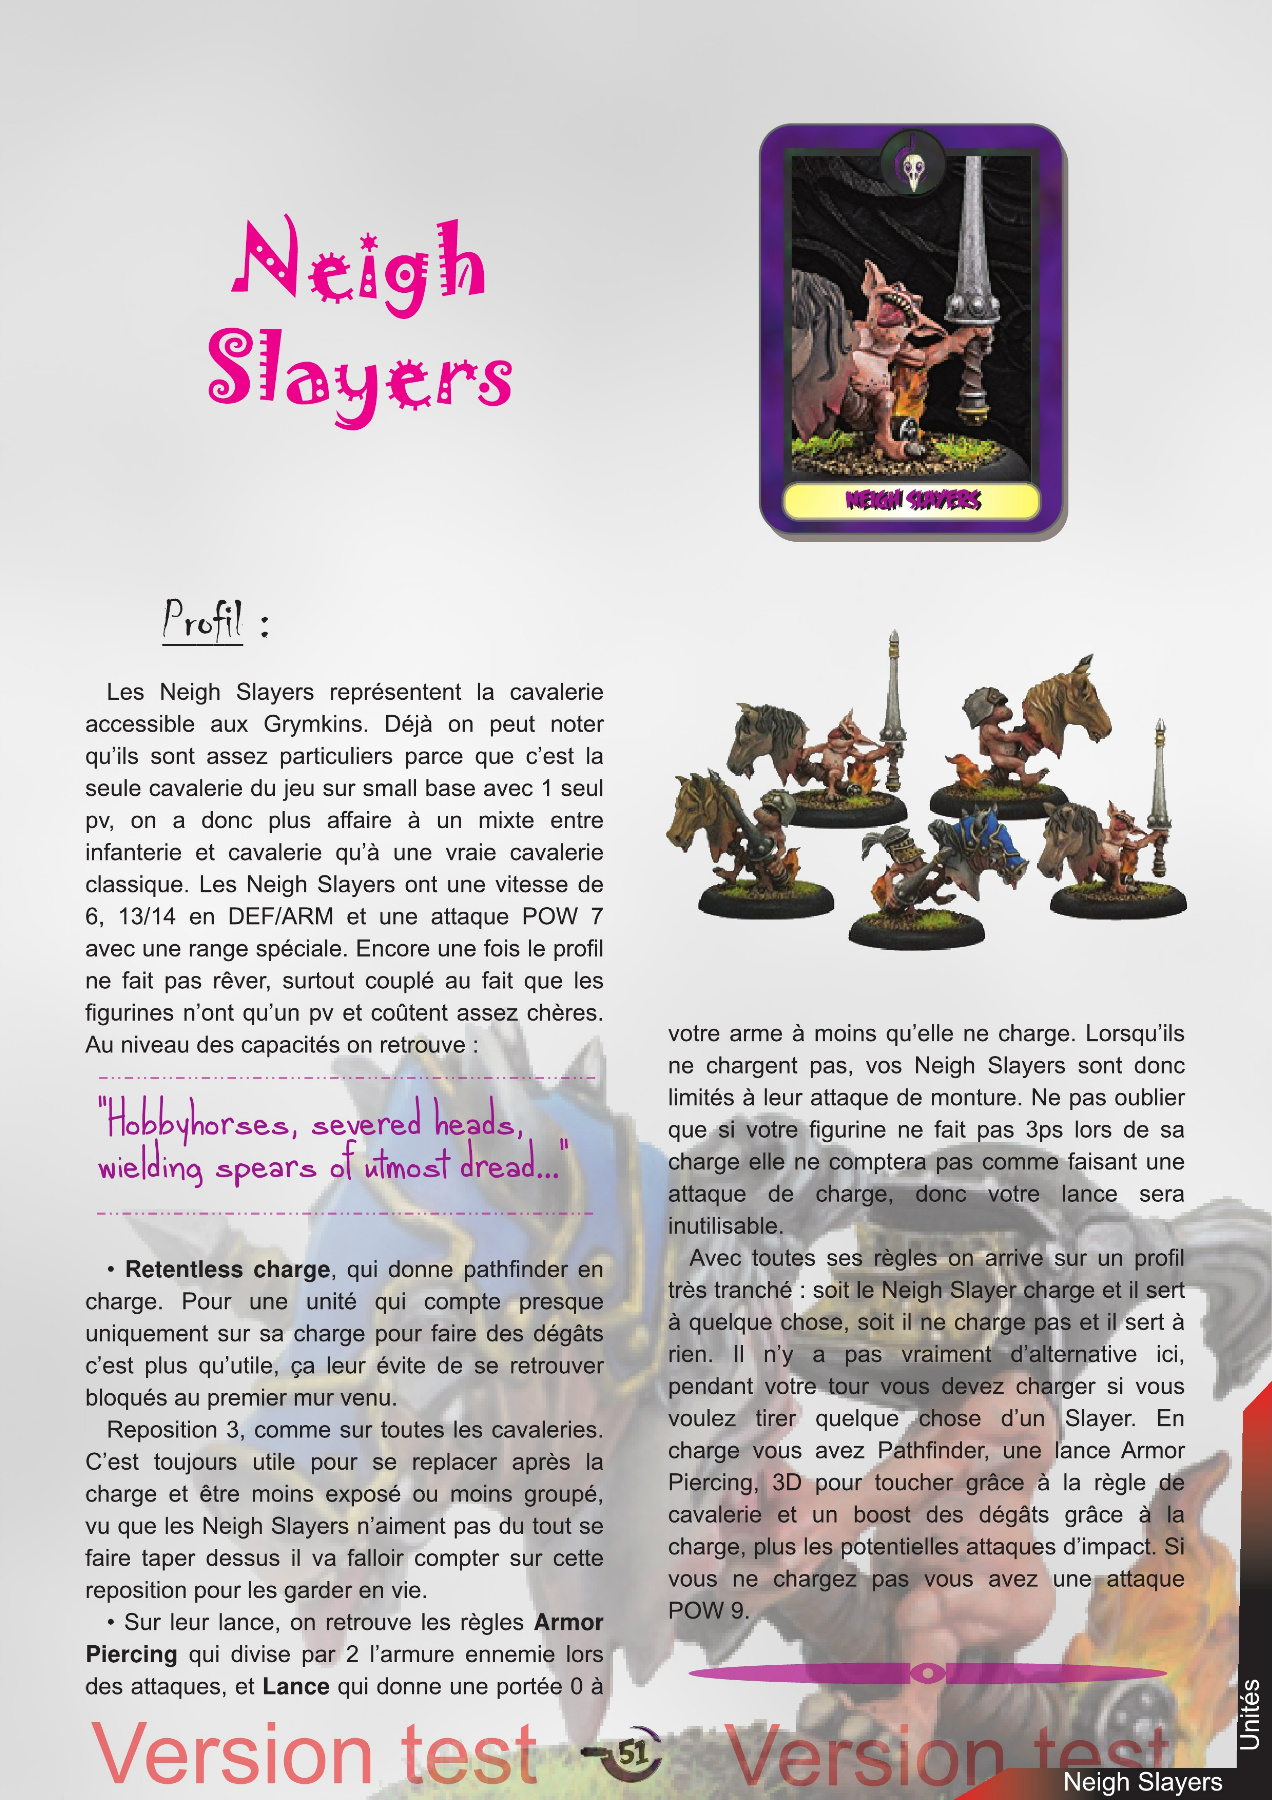 Neigh
Slayers
NEIGH SLAYERS
Profil :
Les Neigh Slayers représentent la cavalerie
accessible aux Grymkins. Déjà on peut noter
qu'ils sont assez particuliers parce que c'est la
seule cavalerie du jeu sur small base avec 1 seul
pv, on a donc plus affaire à un mixte entre
infanterie et cavalerie qu'à une vraie cavalerie
classique. Les Neigh Slayers ont une vitesse de
6, 13/14 en DEF/ARM et une attaque POW 7
avec une range spéciale. Encore une fois le profil
ne fait pas rêver, surtout couplé au fait que les
figurines n'ont qu'un pv et coûtent assez chères.
Au niveau des capacités on retrouve :
"Hobbyhorses, severed heads,
wielding spears of utmost dread..."
• Retentless charge, qui donne pathfinder en
charge. Pour une unité qui compte presque
uniquement sur sa charge pour faire des dégâts
c'est plus qu'utile, ça leur évite de se retrouver
bloqués au premier mur venu.
Reposition 3, comme sur toutes les cavaleries.
C'est toujours utile pour se replacer après la
charge et être moins exposé ou moins groupé,
vu que les Neigh Slayers n'aiment pas du tout se
faire taper dessus il va falloir compter sur cette
reposition pour les garder en vie.
• Sur leur lance, on retrouve les règles Armor
Piercing qui divise par 2 l'armure ennemie lors
des attaques, et Lance qui donne une portée 0 à
votre arme à moins qu'elle ne charge. Lorsqu'ils
ne chargent pas, vos Neigh Slayers sont donc
limités à leur attaque de monture. Ne pas oublier
que si votre figurine ne fait pas 3ps lors de sa
charge elle ne comptera pas comme faisant une
attaque de charge, donc votre lance sera
inutilisable.
Avec toutes ses règles on arrive sur un profil
très tranché : soit le Neigh Slayer charge et il sert
à quelque chose, soit il ne charge pas et il sert à
rien. Il n'y a pas vraiment d'alternative ici,
pendant votre tour vous devez charger si vous
voulez tirer quelque chose d'un Slayer. En
charge vous avez Pathfinder, une lance Armor
Piercing, 3D pour toucher grâce à la règle de
cavalerie et un boost des dégâts grâce à la
charge, plus les potentielles attaques d'impact. Si
vous ne chargez pas vous avez une attaque
POW 9.
Version test
51
Version test
Unités
Neigh Slayers